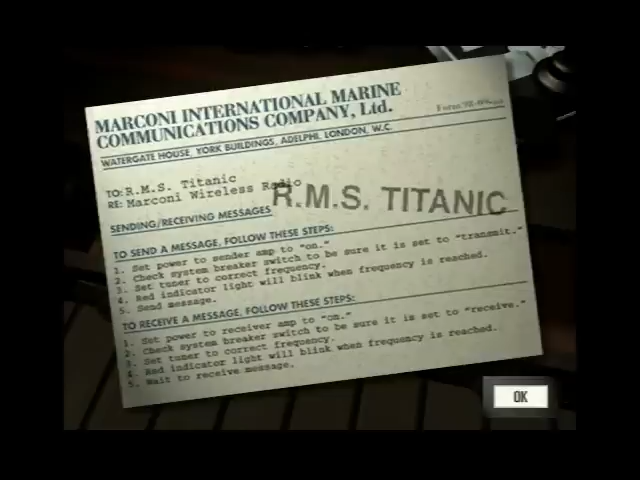 MARCONI INTERNATIONAL MARINE
COMMUNICATIONS COMPANY, Ltd.
WATERGATE HOUSE, YORK BUILDINGS, ADELPHI, LONDON, W.C.
TO: R.M.S. Titanic
RE: Marconi Wireless Radio
R.M.S. TITANIC
SENDING/RECEIVING MESSAGES
TO SEND A MESSAGE, FOLLOW THESE STEPS:
1. Set power to sender amp to "on."
2. Check system breaker switch to be sure it is set to "transmit."
3. Set tuner to correct frequency.
4. Red indicator light will blink when frequency is reached.
5. Send message.
TO RECEIVE A MESSAGE, FOLLOW THESE STEPS:
1. Set power to receiver amp to "on."
2. Check system breaker switch to be sure it is set to "receive."
3. Set tuner to correct frequency.
4. Red indicator light will blink when frequency is reached.
5. Wait to receive message.
OK